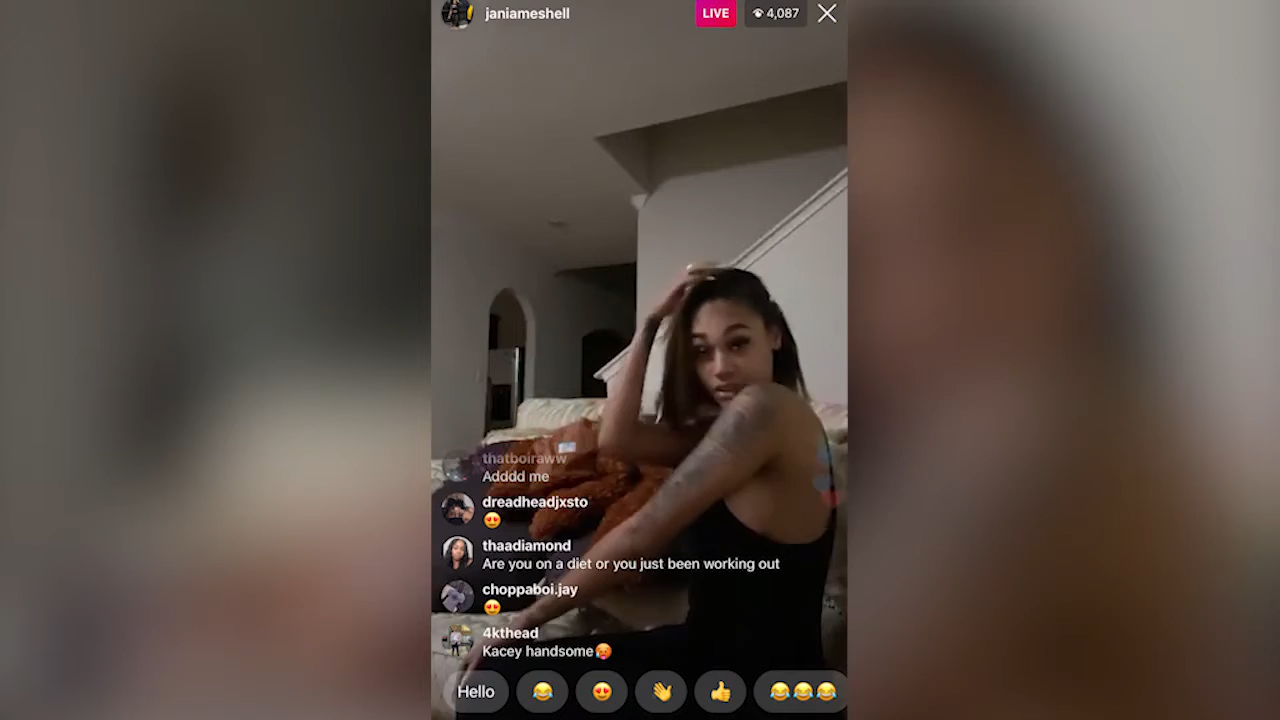 janiameshell
LIVE
4,087
thatboiraww
Adddd me
dreadheadjxsto
😍
thaadiamond
Are you on a diet or you just been working out
choppaboi.jay
😍
4kthead
Kacey handsome🥵
Hello 😂 😍 👋 👍 😂😂😂